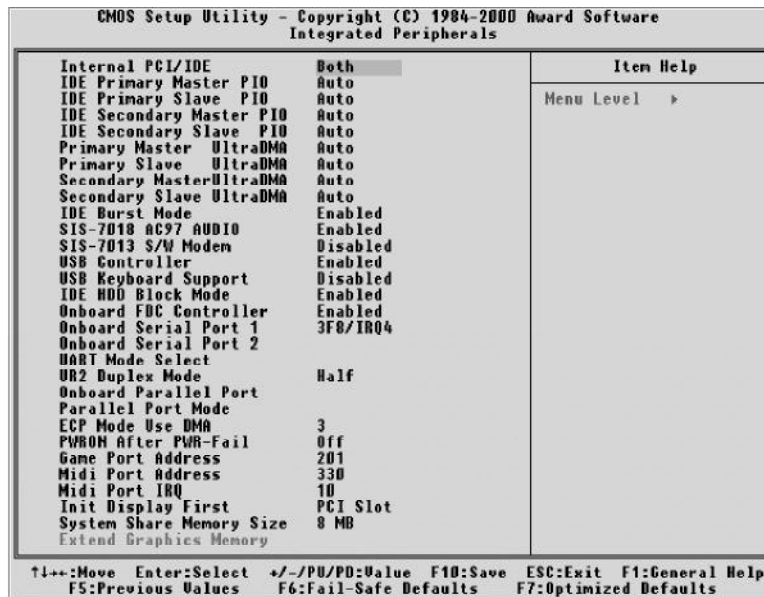 CMOS Setup Utility - Copyright (C) 1984-2000 Award Software
Integrated Peripherals
Internal PCI/IDE Both
IDE Primary Master PIO Auto
IDE Primary Slave PIO Auto
IDE Secondary Master PIO Auto
IDE Secondary Slave PIO Auto
Primary Master UltraDMA Auto
Primary Slave UltraDMA Auto
Secondary MasterUltraDMA Auto
Secondary Slave UltraDMA Auto
IDE Burst Mode Enabled
SIS-7018 AC97 AUDIO Enabled
SIS-7013 S/W Modem Disabled
USB Controller Enabled
USB Keyboard Support Disabled
IDE HDD Block Mode Enabled
Onboard FDC Controller Enabled
Onboard Serial Port 1 3F8/IRQ4
Onboard Serial Port 2
UART Mode Select
UR2 Duplex Mode Half
Onboard Parallel Port
Parallel Port Mode
ECP Mode Use DMA 3
PWRON After PWR-Fail Off
Game Port Address 201
Midi Port Address 330
Midi Port IRQ 10
Init Display First PCI Slot
System Share Memory Size 8 MB
Extend Graphics Memory
Item Help
Menu Level ▸
↑↓→←:Move Enter:Select +/-/PU/PD:Value F10:Save ESC:Exit F1:General Help
F5:Previous Values F6:Fail-Safe Defaults F7:Optimized Defaults